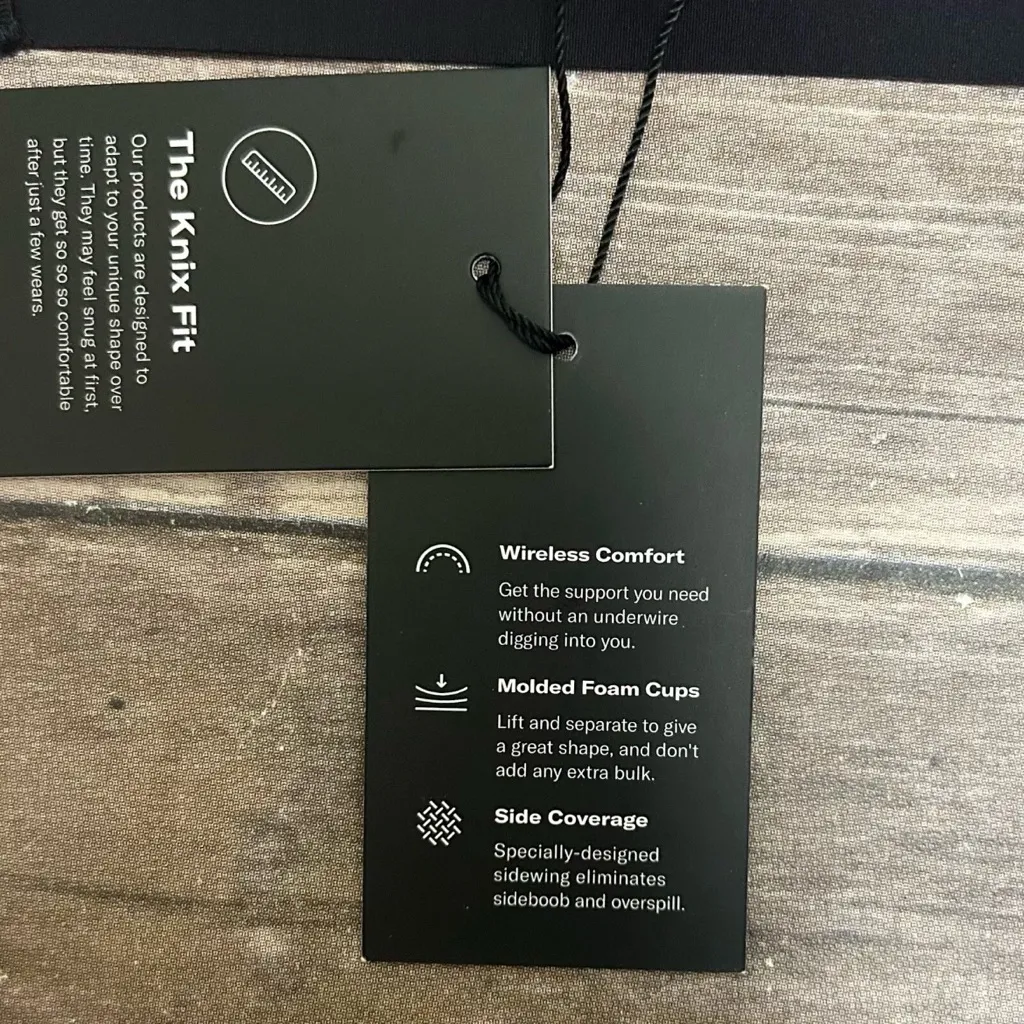 The Knix Fit
Our products are designed to
adapt to your unique shape over
time. They may feel snug at first,
but they get so so so comfortable
after just a few wears.
Wireless Comfort
Get the support you need
without an underwire
digging into you.
Molded Foam Cups
Lift and separate to give
a great shape, and don't
add any extra bulk.
Side Coverage
Specially-designed
sidewing eliminates
sideboob and overspill.